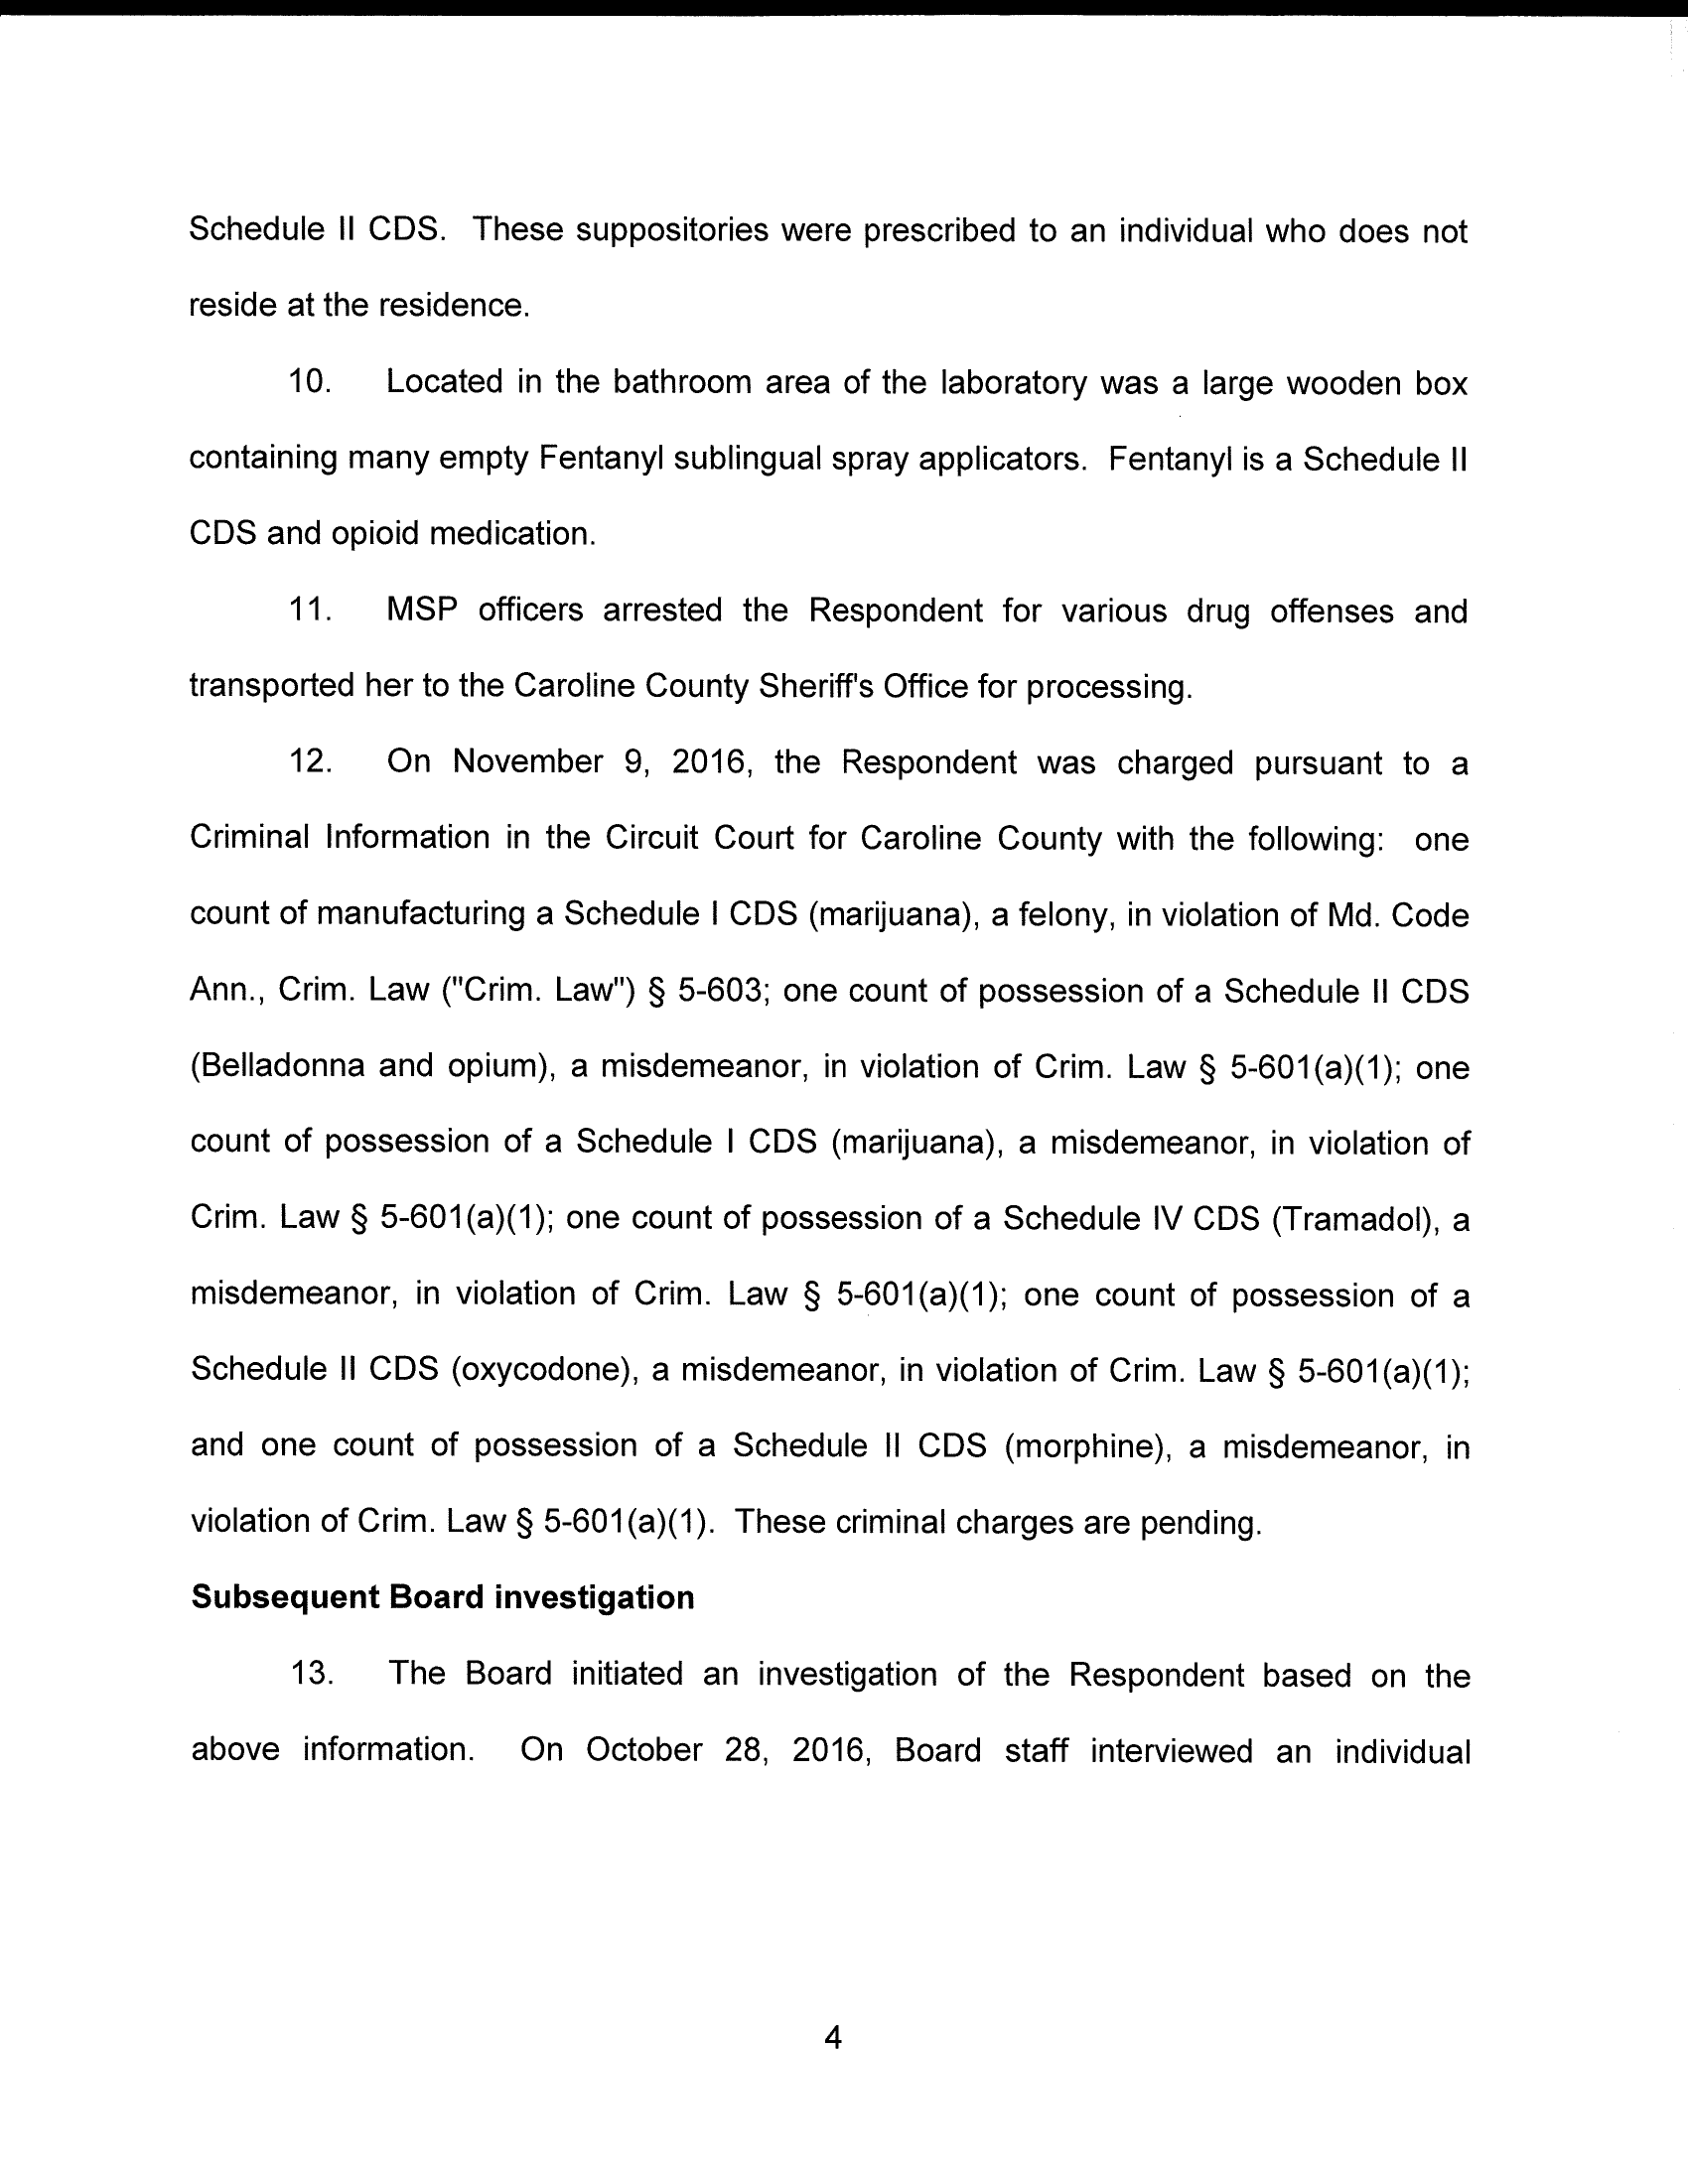 Schedule II CDS. These suppositories were prescribed to an individual who does not
reside at the residence.
10. Located in the bathroom area of the laboratory was a large wooden box
containing many empty Fentanyl sublingual spray applicators. Fentanyl is a Schedule II
CDS and opioid medication.
11. MSP officers arrested the Respondent for various drug offenses and
transported her to the Caroline County Sheriff's Office for processing.
12. On November 9, 2016, the Respondent was charged pursuant to a
Criminal Information in the Circuit Court for Caroline County with the following: one
count of manufacturing a Schedule I CDS (marijuana), a felony, in violation of Md. Code
Ann., Crim. Law ("Crim. Law") § 5-603; one count of possession of a Schedule II CDS
(Belladonna and opium), a misdemeanor, in violation of Crim. Law § 5-601(a)(1); one
count of possession of a Schedule I CDS (marijuana), a misdemeanor, in violation of
Crim. Law § 5-601(a)(1); one count of possession of a Schedule IV CDS (Tramadol), a
misdemeanor, in violation of Crim. Law § 5-601(a)(1); one count of possession of a
Schedule II CDS (oxycodone), a misdemeanor, in violation of Crim. Law § 5-601(a)(1);
and one count of possession of a Schedule II CDS (morphine), a misdemeanor, in
violation of Crim. Law § 5-601(a)(1). These criminal charges are pending.
Subsequent Board investigation
13. The Board initiated an investigation of the Respondent based on the
above information. On October 28, 2016, Board staff interviewed an individual
4